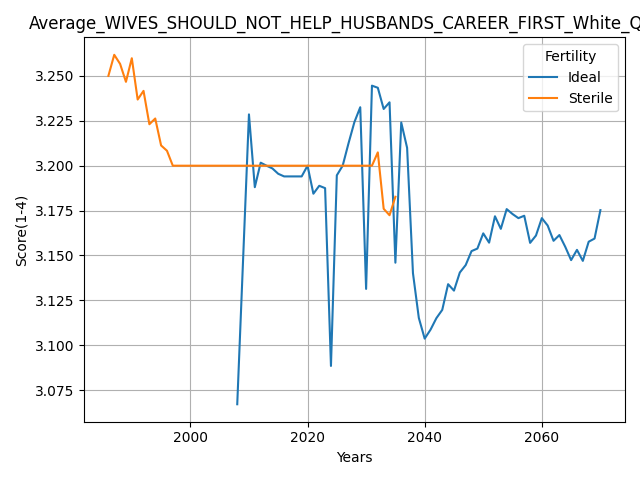 Average_WIVES_SHOULD_NOT_HELP_HUSBANDS_CAREER_FIRST_White_Q
Fertility
Ideal
Sterile
3.250
3.225
3.200
3.175
3.150
3.125
3.100
3.075
Score(1-4)
2000 2020 2040 2060
Years